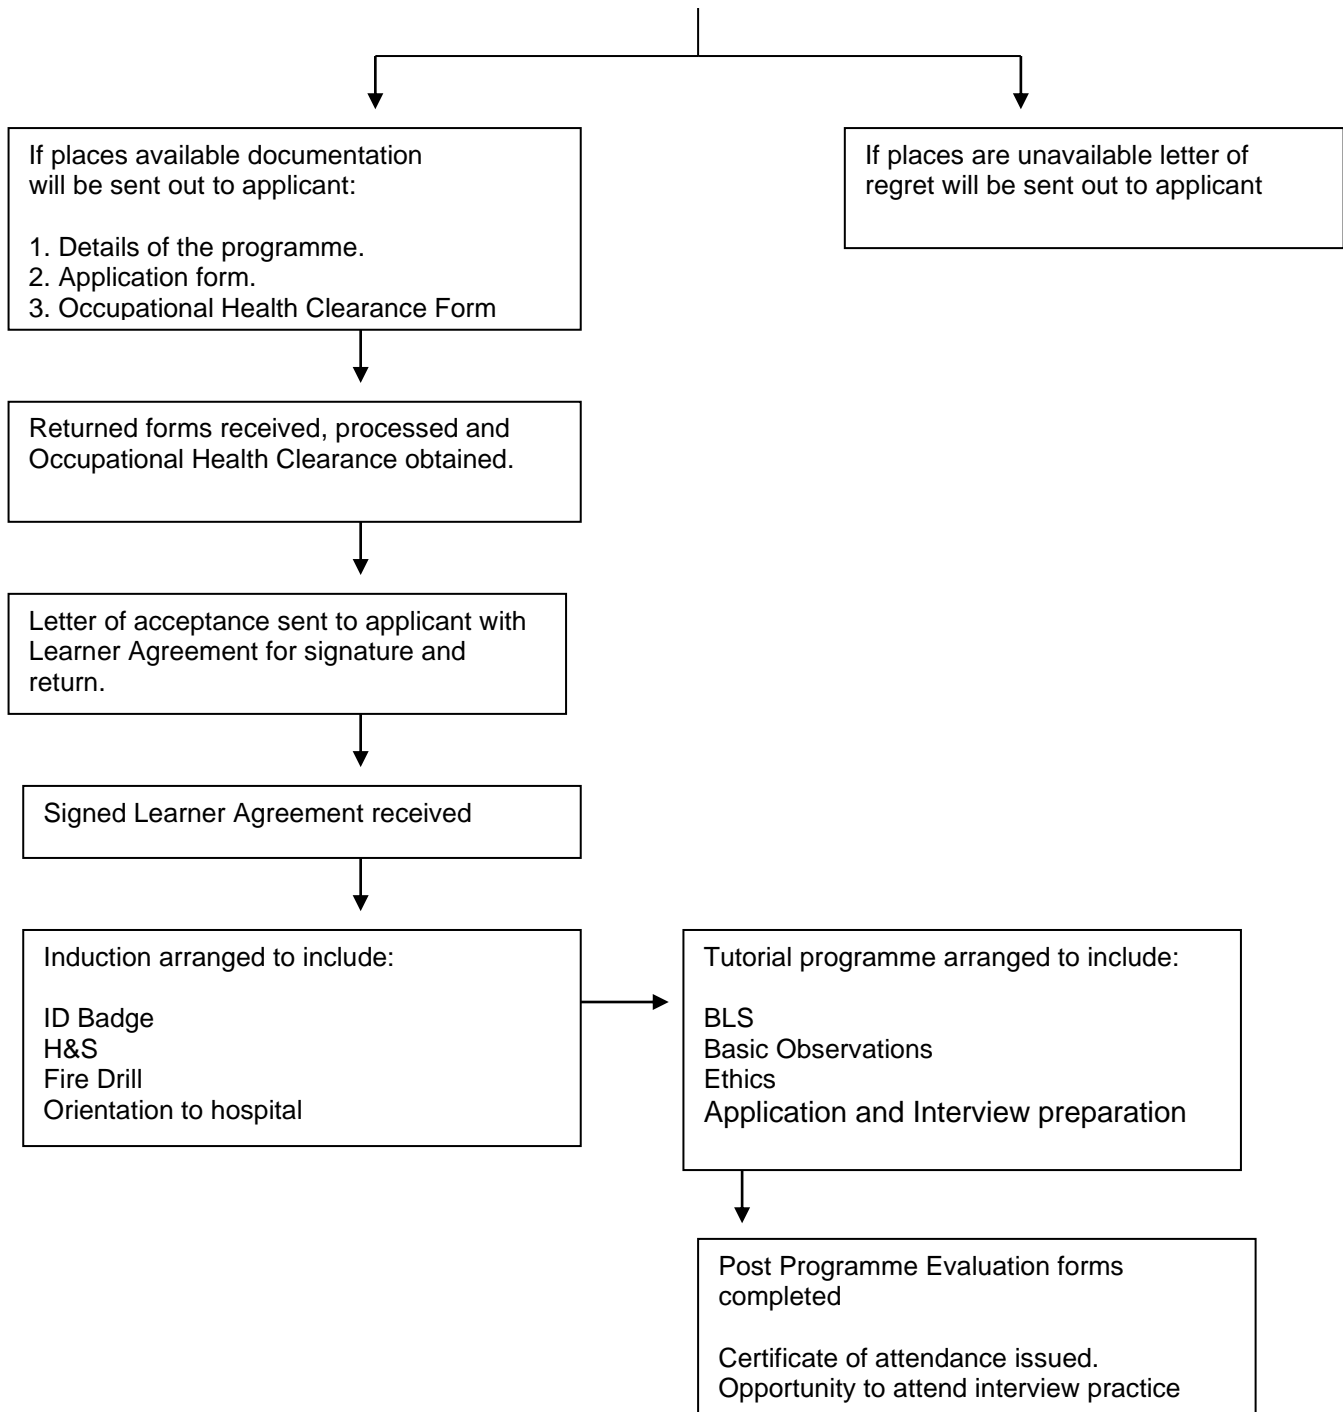 If places available documentation
will be sent out to applicant:
1. Details of the programme.
2. Application form.
3. Occupational Health Clearance Form
If places are unavailable letter of
regret will be sent out to applicant
Returned forms received, processed and
Occupational Health Clearance obtained.
Letter of acceptance sent to applicant with
Learner Agreement for signature and
return.
Signed Learner Agreement received
Induction arranged to include:
ID Badge
H&S
Fire Drill
Orientation to hospital
Tutorial programme arranged to include:
BLS
Basic Observations
Ethics
Application and Interview preparation
Post Programme Evaluation forms
completed
Certificate of attendance issued.
Opportunity to attend interview practice